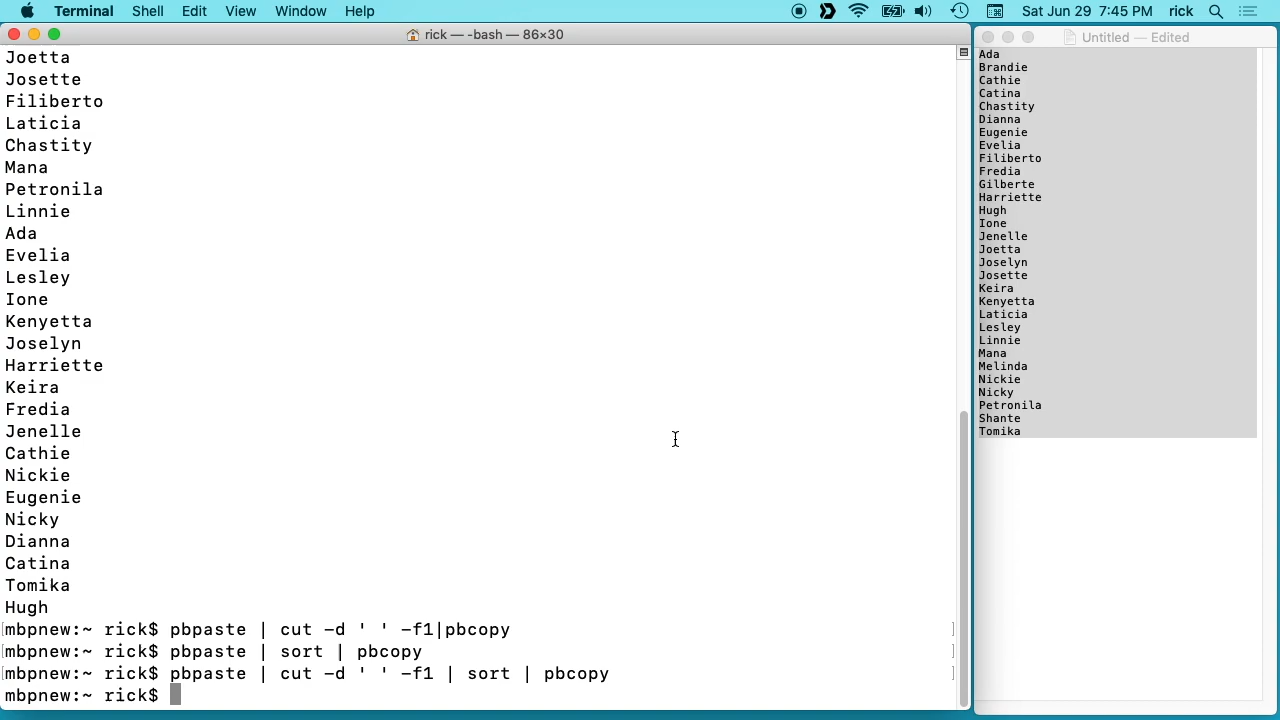 Terminal Shell Edit View Window Help Sat Jun 29 7:45 PM rick
rick — -bash — 86×30
Joetta
Josette
Filiberto
Laticia
Chastity
Mana
Petronila
Linnie
Ada
Evelia
Lesley
Ione
Kenyetta
Joselyn
Harriette
Keira
Fredia
Jenelle
Cathie
Nickie
Eugenie
Nicky
Dianna
Catina
Tomika
Hugh
[mbpnew:~ rick$ pbpaste | cut -d ' ' -f1|pbcopy ]
[mbpnew:~ rick$ pbpaste | sort | pbcopy ]
[mbpnew:~ rick$ pbpaste | cut -d ' ' -f1 | sort | pbcopy ]
mbpnew:~ rick$
Untitled — Edited
Ada
Brandie
Cathie
Catina
Chastity
Dianna
Eugenie
Evelia
Filiberto
Fredia
Gilberte
Harriette
Hugh
Ione
Jenelle
Joetta
Joselyn
Josette
Keira
Kenyetta
Laticia
Lesley
Linnie
Mana
Melinda
Nickie
Nicky
Petronila
Shante
Tomika